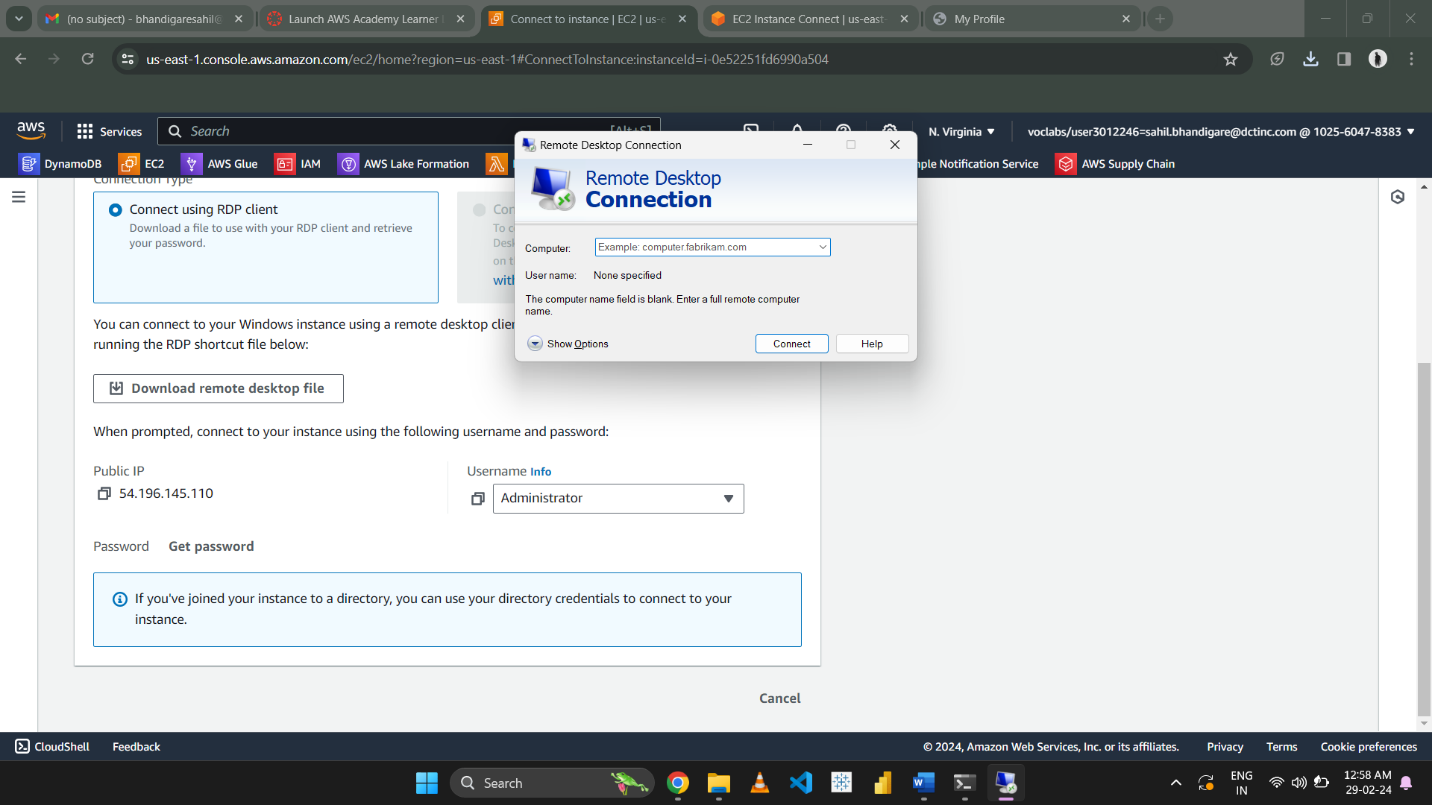 (no subject) - bhandigaresahil@
Launch AWS Academy Learner
Connect to instance | EC2 | us-e
EC2 Instance Connect | us-east-
My Profile
us-east-1.console.aws.amazon.com/ec2/home?region=us-east-1#ConnectToInstance:instanceId=i-0e52251fd6990a504
aws
Services
Search
[Alt+S]
N. Virginia
voclabs/user3012246=sahil.bhandigare@dctinc.com @ 1025-6047-8383
DynamoDB
EC2
AWS Glue
IAM
AWS Lake Formation
ple Notification Service
AWS Supply Chain
Remote Desktop Connection
Remote Desktop
Connection
Computer:
Example: computer.fabrikam.com
User name:
None specified
The computer name field is blank. Enter a full remote computer
name.
Show Options
Connect
Help
Connection Type
Connect using RDP client
Download a file to use with your RDP client and retrieve
your password.
Con
To c
Desk
on t
with
You can connect to your Windows instance using a remote desktop clien
running the RDP shortcut file below:
Download remote desktop file
When prompted, connect to your instance using the following username and password:
Public IP
54.196.145.110
Username Info
Administrator
Password
Get password
If you've joined your instance to a directory, you can use your directory credentials to connect to your
instance.
Cancel
CloudShell
Feedback
© 2024, Amazon Web Services, Inc. or its affiliates.
Privacy
Terms
Cookie preferences
Search
ENG
IN
12:58 AM
29-02-24